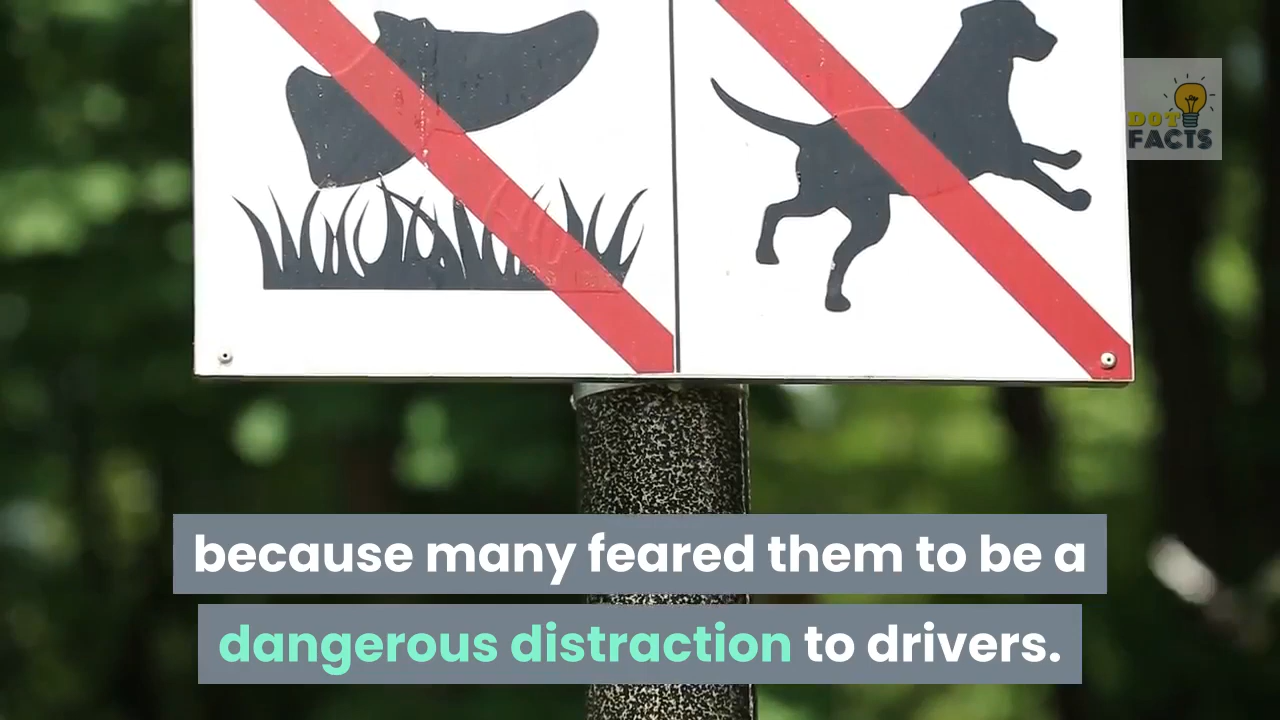 DOT
FACTS
because many feared them to be a
dangerous distraction to drivers.